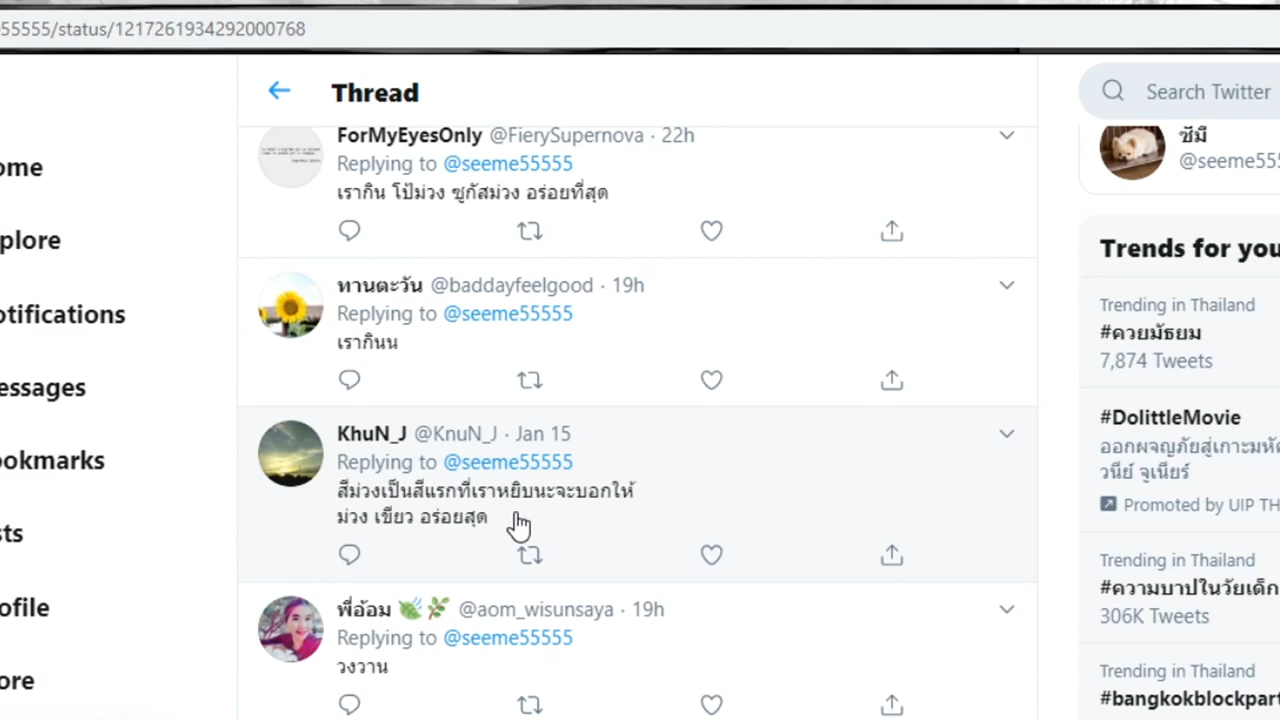 55555/status/1217261934292000768
Thread
Search Twitter
ForMyEyesOnly @FierySupernova · 22h
Replying to @seeme55555
เรากิน โป๊ม่วง ซูกัสม่วง อร่อยที่สุด
ทานตะวัน @baddayfeelgood · 19h
Replying to @seeme55555
เรากินน
KhuN_J @KnuN_J · Jan 15
Replying to @seeme55555
สีม่วงเป็นสีแรกที่เราหยิบนะจะบอกให้
ม่วง เขียว อร่อยสุด
พี่อ้อม 🍃🌿 @aom_wisunsaya · 19h
Replying to @seeme55555
วงวาน
ome
plore
otifications
essages
ookmarks
sts
ofile
ore
ซีมี
@seeme555
Trends for you
Trending in Thailand
#ควยมัธยม
7,874 Tweets
#DolittleMovie
ออกผจญภัยสู่เกาะมหั
วนีย์ จูเนียร์
Promoted by UIP TH
Trending in Thailand
#ความบาปในวัยเด็ก
306K Tweets
Trending in Thailand
#bangkokblockpart